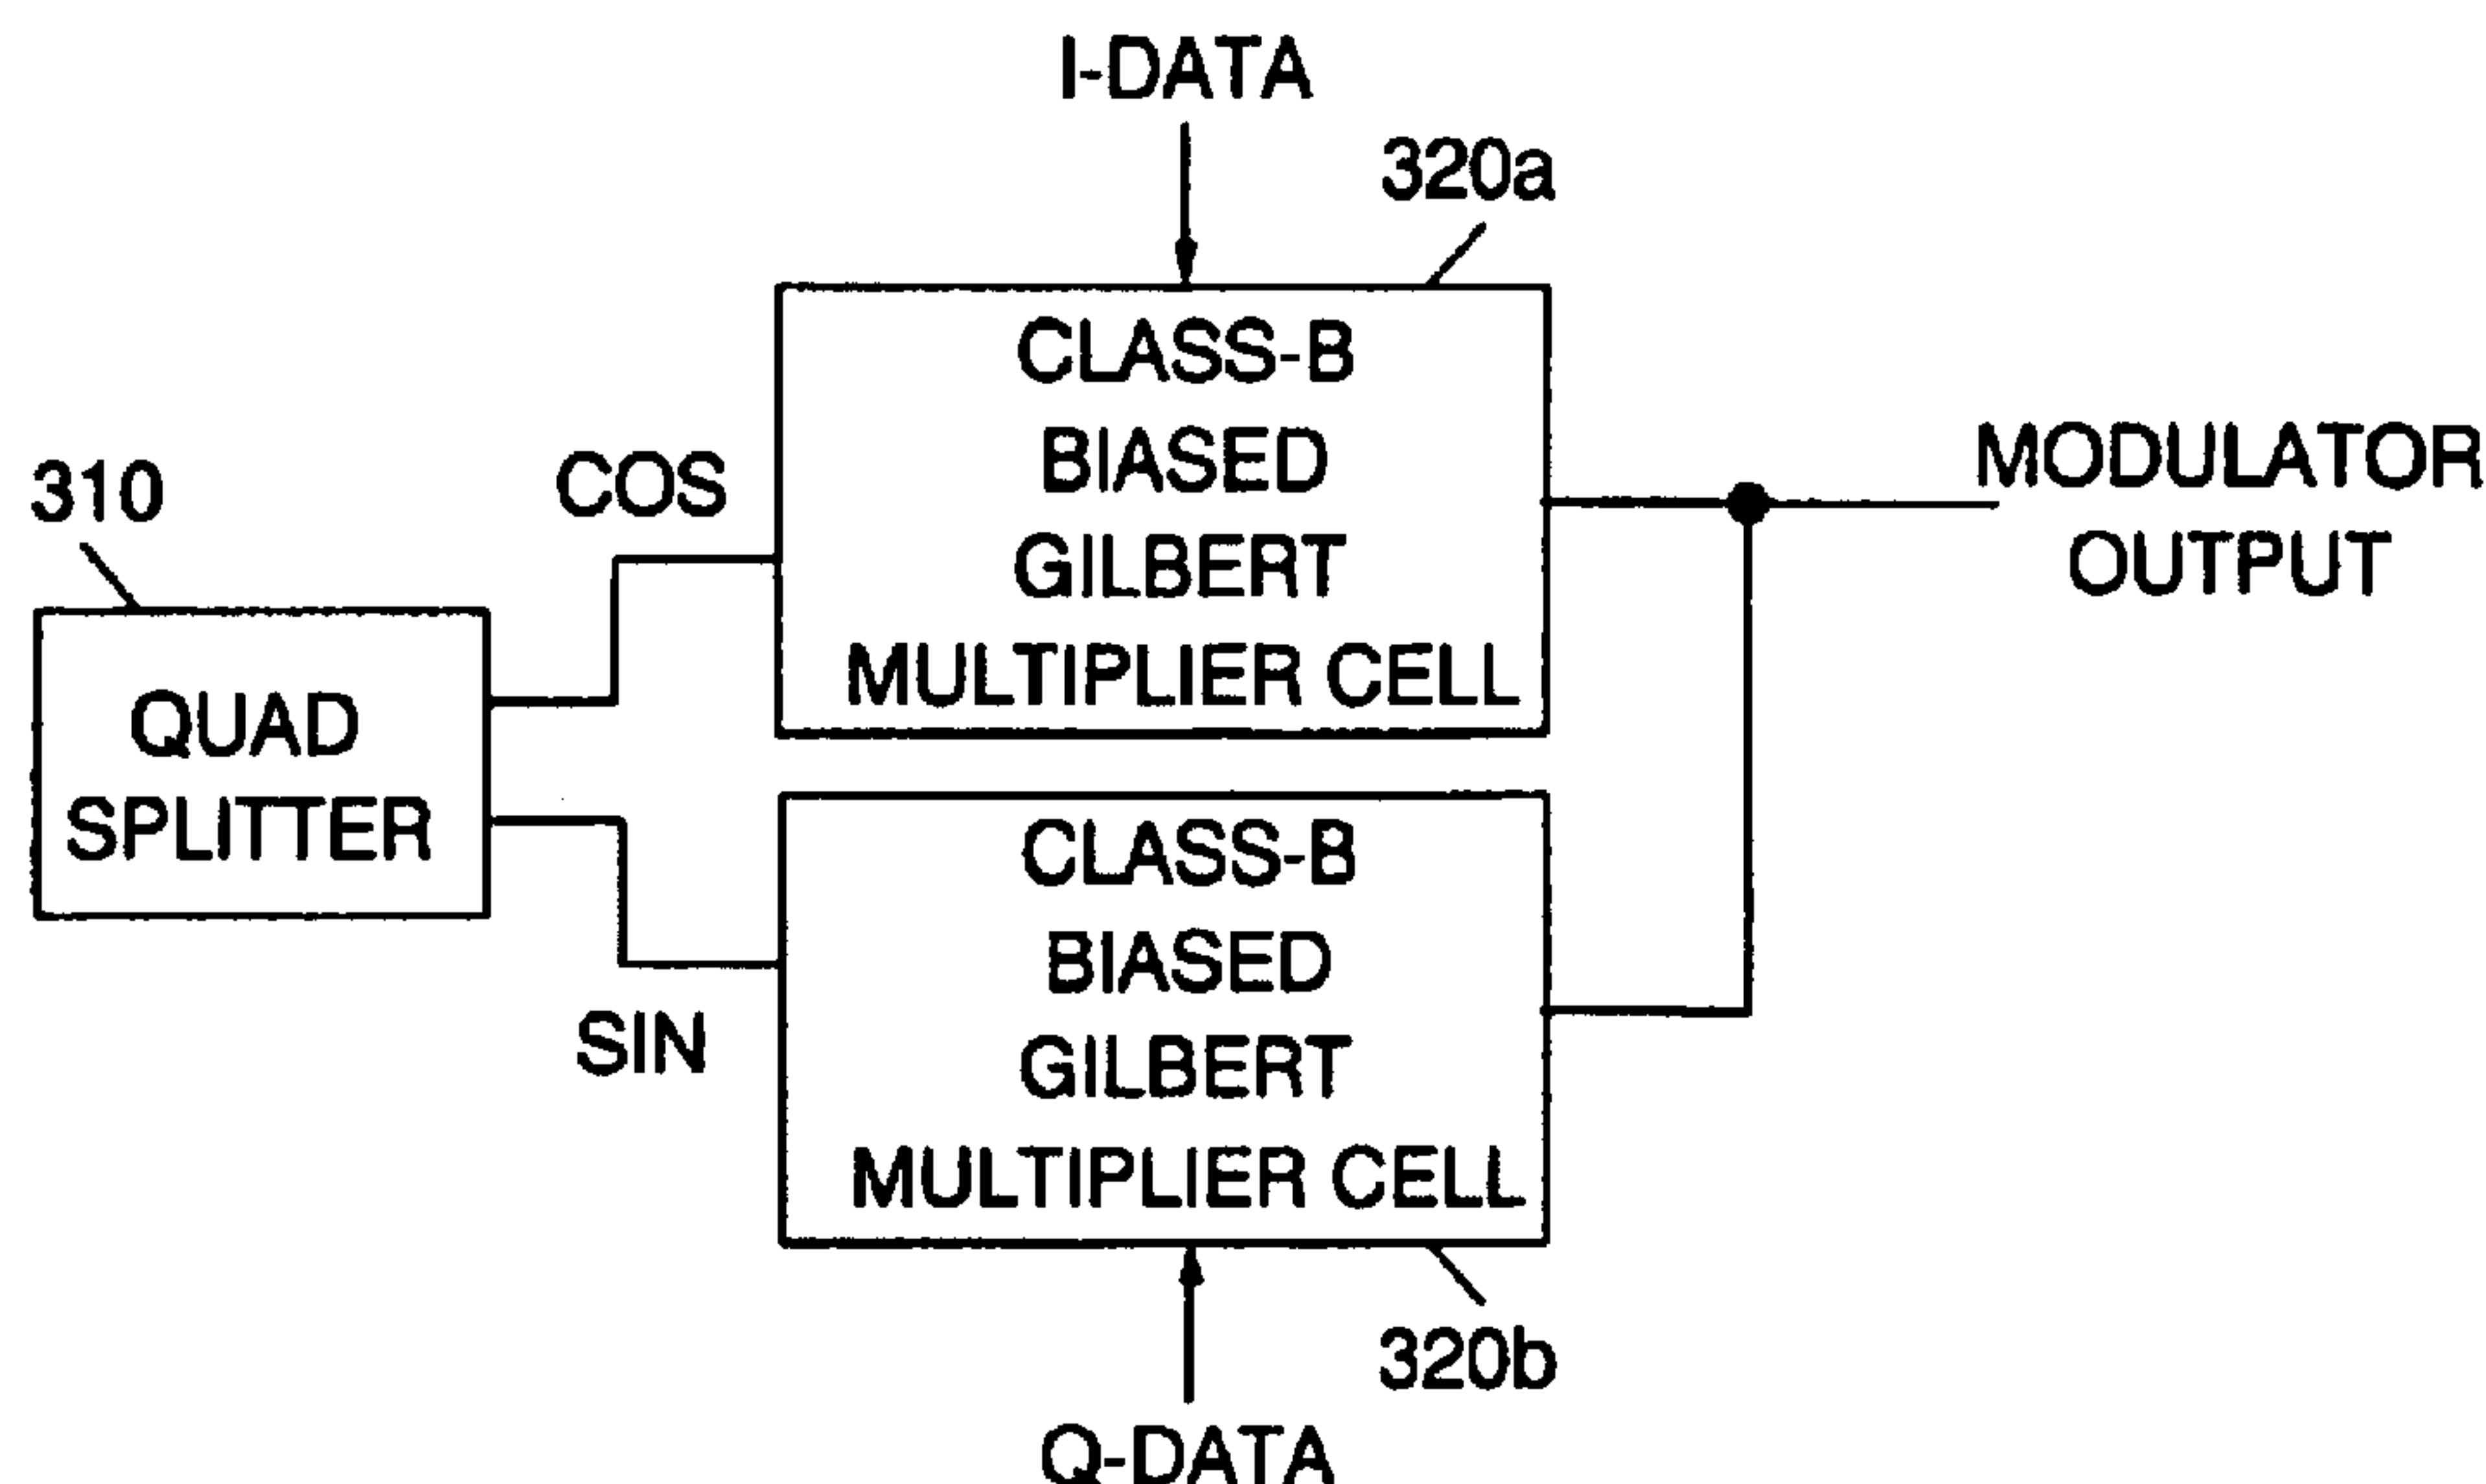 I-DATA
320a
CLASS-B
BIASED
GILBERT
MULTIPLIER CELL
MODULATOR
OUTPUT
COS
310
QUAD
SPLITTER
SIN
CLASS-B
BIASED
GILBERT
MULTIPLIER CELL
320b
Q-DATA